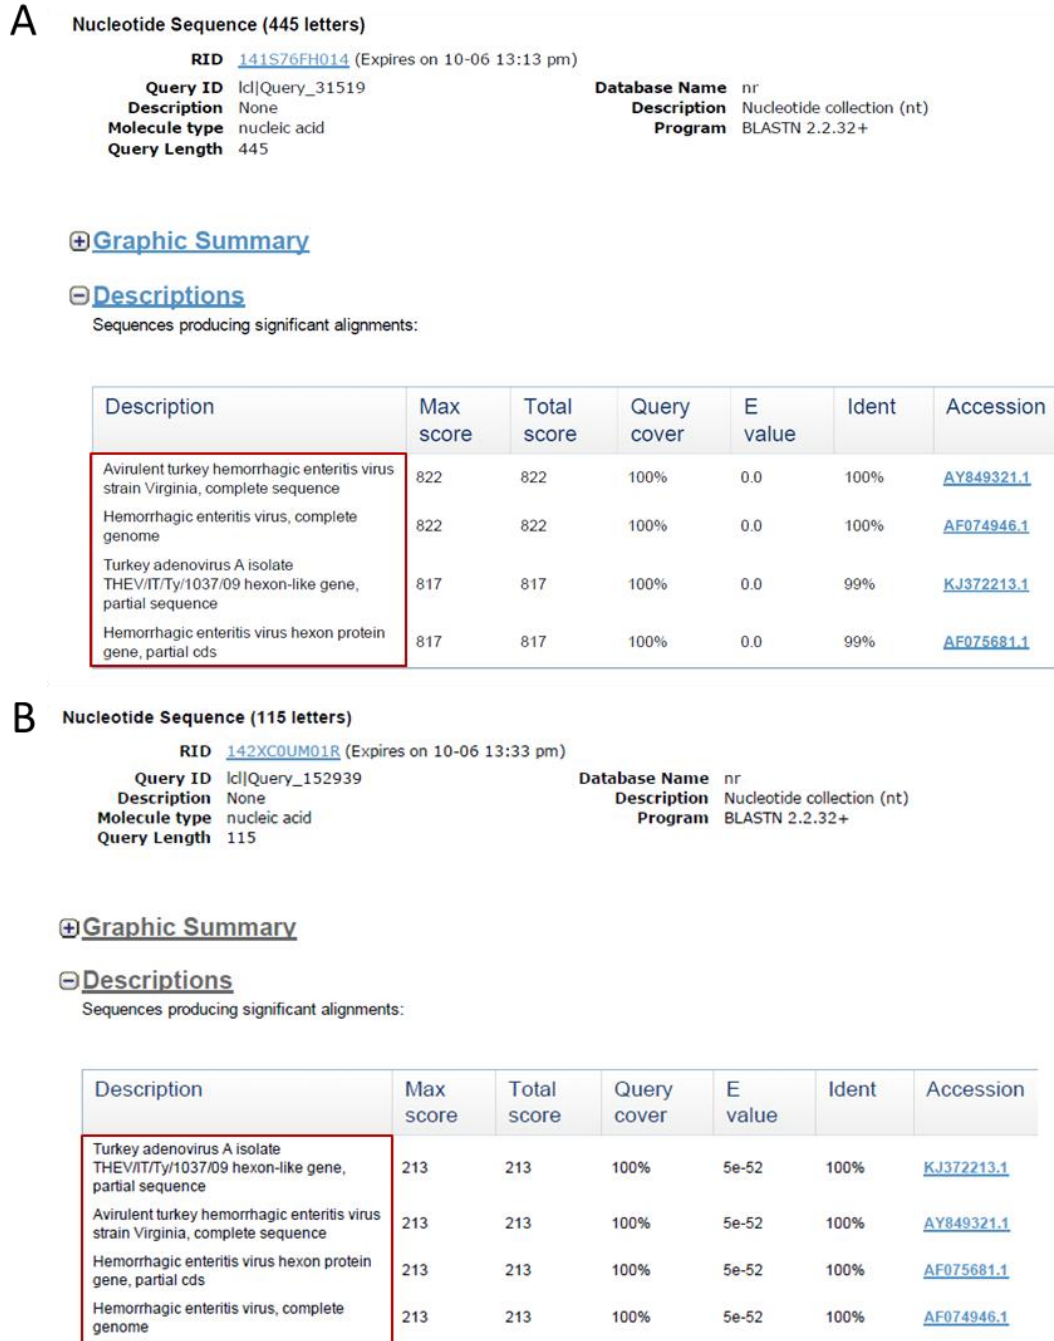 A
Nucleotide Sequence (445 letters)
RID 141S76FH014 (Expires on 10-06 13:13 pm)
Query ID lcl|Query_31519 Database Name nr
Description None Description Nucleotide collection (nt)
Molecule type nucleic acid Program BLASTN 2.2.32+
Query Length 445
Graphic Summary
Descriptions
Sequences producing significant alignments:
Description Max score Total score Query cover E value Ident Accession
Avirulent turkey hemorrhagic enteritis virus
strain Virginia, complete sequence 822 822 100% 0.0 100% AY849321.1
Hemorrhagic enteritis virus, complete
genome 822 822 100% 0.0 100% AF074946.1
Turkey adenovirus A isolate
THEV/IT/Ty/1037/09 hexon-like gene, 817 817 100% 0.0 99% KJ372213.1
partial sequence
Hemorrhagic enteritis virus hexon protein
gene, partial cds 817 817 100% 0.0 99% AF075681.1
B
Nucleotide Sequence (115 letters)
RID 142XC0UM01R (Expires on 10-06 13:33 pm)
Query ID lcl|Query_152939 Database Name nr
Description None Description Nucleotide collection (nt)
Molecule type nucleic acid Program BLASTN 2.2.32+
Query Length 115
Graphic Summary
Descriptions
Sequences producing significant alignments:
Description Max score Total score Query cover E value Ident Accession
Turkey adenovirus A isolate
THEV/IT/Ty/1037/09 hexon-like gene, 213 213 100% 5e-52 100% KJ372213.1
partial sequence
Avirulent turkey hemorrhagic enteritis virus
strain Virginia, complete sequence 213 213 100% 5e-52 100% AY849321.1
Hemorrhagic enteritis virus hexon protein
gene, partial cds 213 213 100% 5e-52 100% AF075681.1
Hemorrhagic enteritis virus, complete
genome 213 213 100% 5e-52 100% AF074946.1